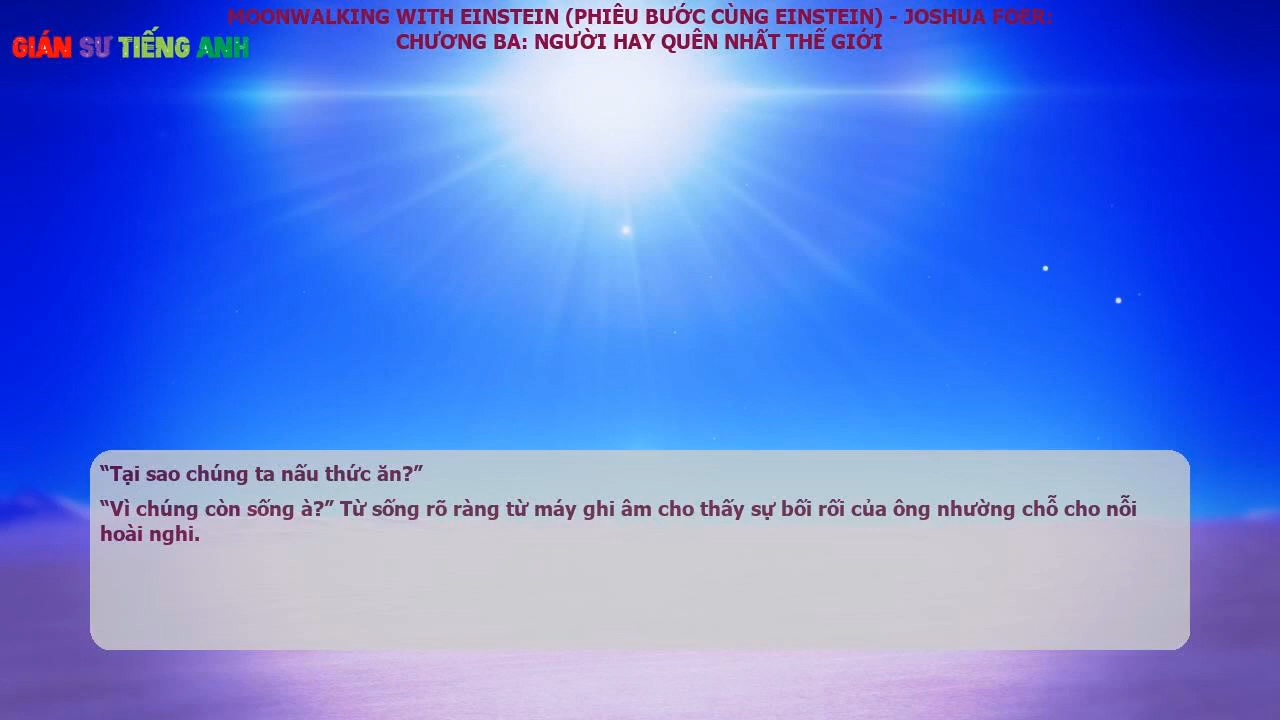 MOONWALKING WITH EINSTEIN (PHIÊU BƯỚC CÙNG EINSTEIN) - JOSHUA FOER:
CHƯƠNG BA: NGƯỜI HAY QUÊN NHẤT THẾ GIỚI
GIÁN SƯ TIẾNG ANH
“Tại sao chúng ta nấu thức ăn?”
“Vì chúng còn sống à?” Từ sống rõ ràng từ máy ghi âm cho thấy sự bối rối của ông nhường chỗ cho nỗi
hoài nghi.